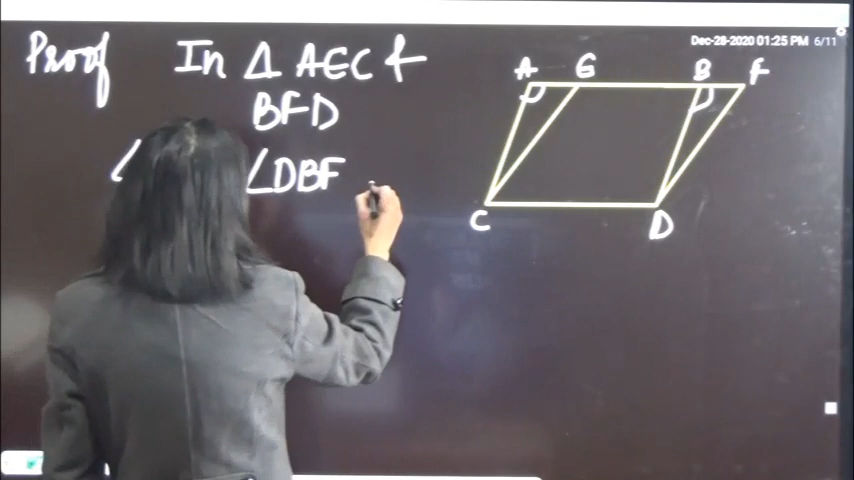 Dec-28-2020 01:25 PM 6/11
Proof In △ AEC &
BFD
∠ ∠DBF
A E B F
C D